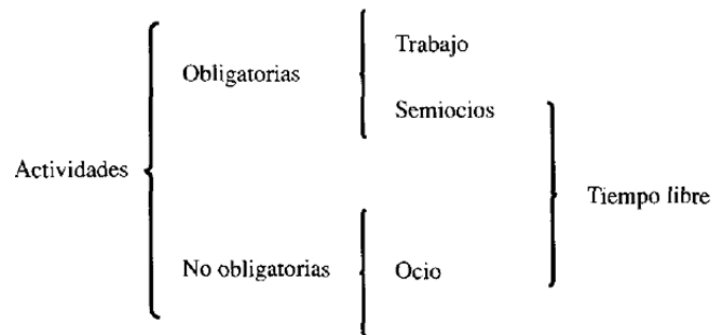 Trabajo
Obligatorias
Semiocios
Actividades
Tiempo libre
No obligatorias
Ocio